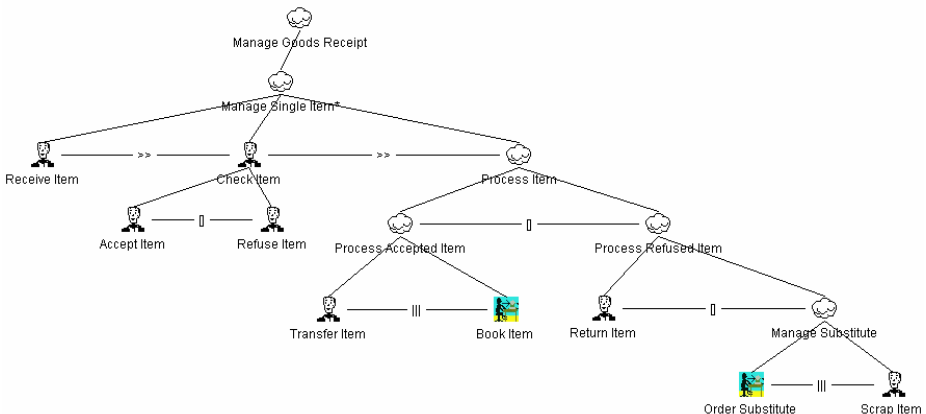 Manage Goods Receipt
Manage Single Item*
>> >>
Receive Item Check Item Process Item
[] []
Accept Item Refuse Item Process Accepted Item Process Refused Item
||| []
Transfer Item Book Item Return Item Manage Substitute
|||
Order Substitute Scrap Item